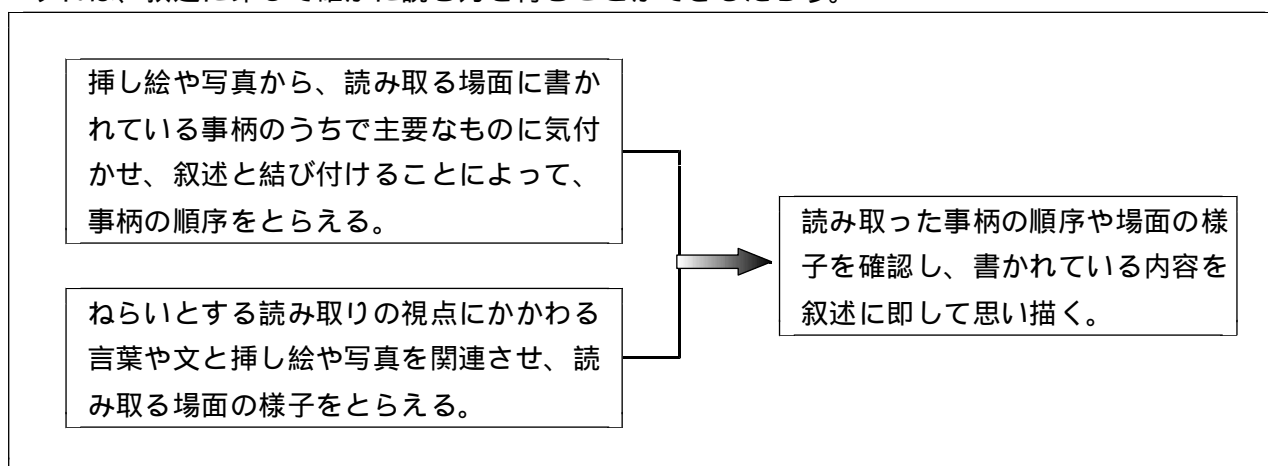 挿し絵や写真から、読み取る場面に書か
れている事柄のうちで主要なものに気付
かせ、叙述と結び付けることによって、
事柄の順序をとらえる。
ねらいとする読み取りの視点にかかわる
言葉や文と挿し絵や写真を関連させ、読
み取る場面の様子をとらえる。
読み取った事柄の順序や場面の様
子を確認し、書かれている内容を
叙述に即して思い描く。